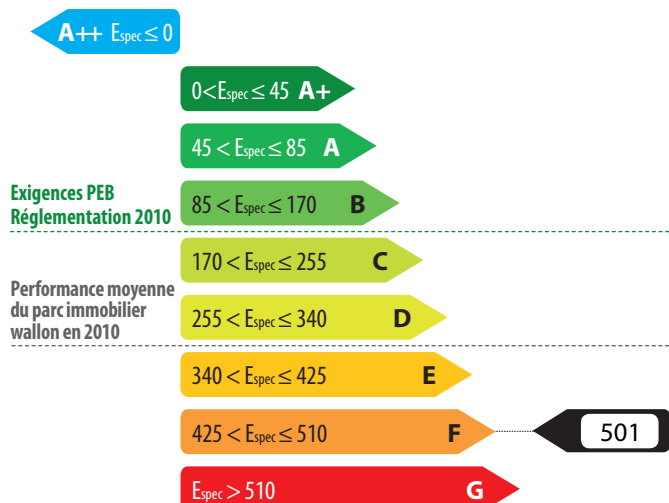 A++ Espec ≤ 0
0 < Espec ≤ 45 A+
45 < Espec ≤ 85 A
Exigences PEB
Réglementation 2010
85 < Espec ≤ 170 B
170 < Espec ≤ 255 C
Performance moyenne
du parc immobilier
wallon en 2010
255 < Espec ≤ 340 D
340 < Espec ≤ 425 E
425 < Espec ≤ 510 F
501
Espec > 510 G